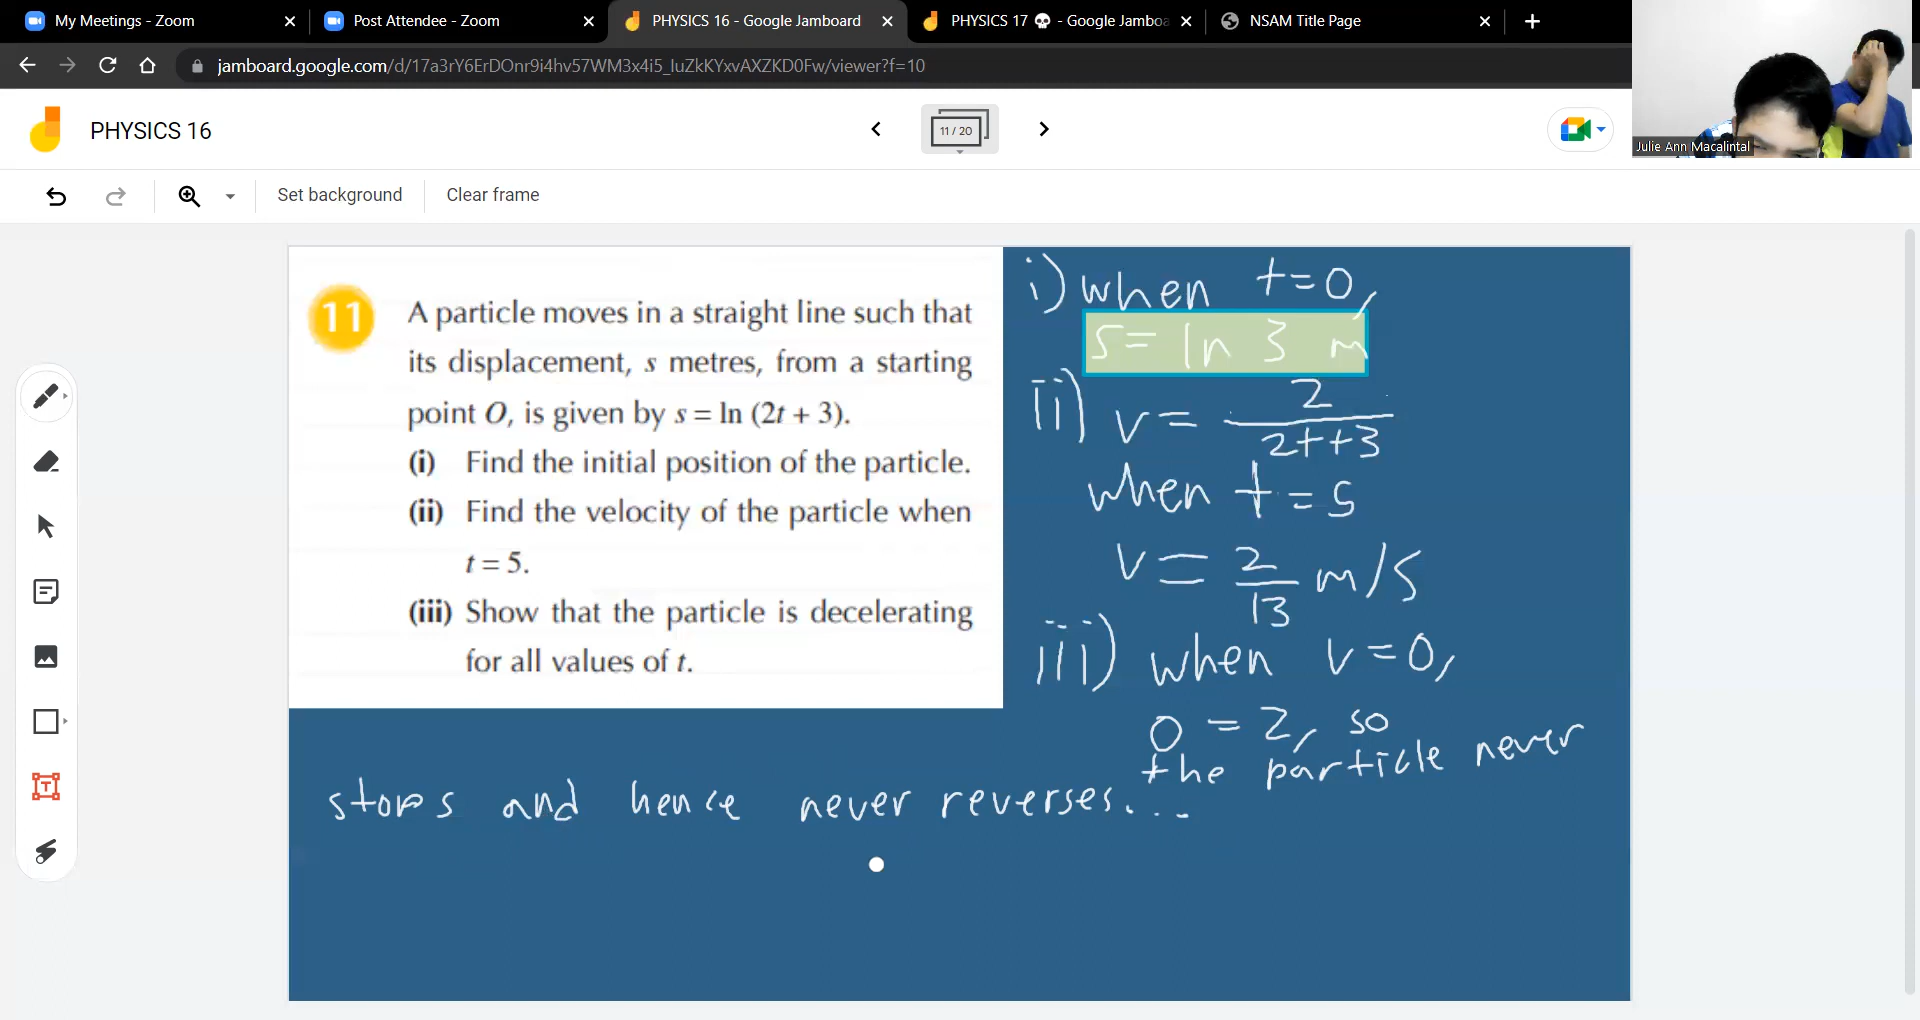 My Meetings - Zoom
Post Attendee - Zoom
PHYSICS 16 - Google Jamboard
PHYSICS 17 💀 - Google Jamboa
NSAM Title Page
jamboard.google.com/d/17a3rY6ErDOnr9i4hv57WM3x4i5_IuZkKYxvAXZKD0Fw/viewer?f=10
PHYSICS 16
11 / 20
Julie Ann Macalintal
Set background
Clear frame
11
A particle moves in a straight line such that
its displacement, s metres, from a starting
point O, is given by s = ln (2t + 3).
(i) Find the initial position of the particle.
(ii) Find the velocity of the particle when
t = 5.
(iii) Show that the particle is decelerating
for all values of t.
i) when t=0,
s= ln 3 m
ii) v= 2/2t+3
when t=5
v= 2/13 m/s
iii) when v=0,
0 = 2, so
the particle never
stops and hence never reverses...